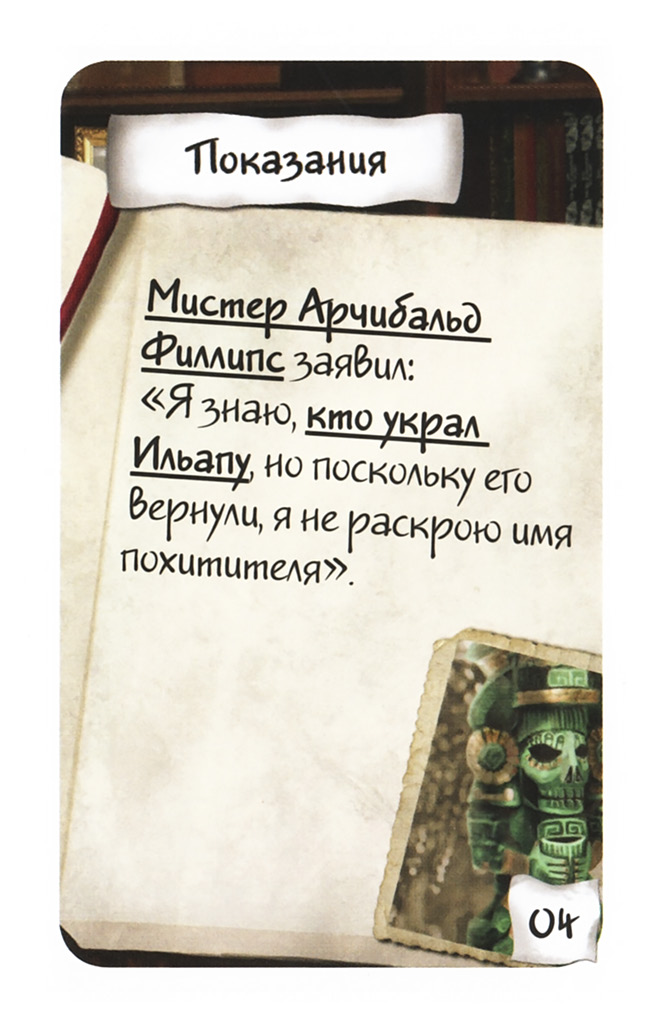 Показания
Мистер Арчибальд
Филлипс заявил:
«Я знаю, кто украл
Ильапу, но поскольку его
вернули, я не раскрою имя
похитителя».
04